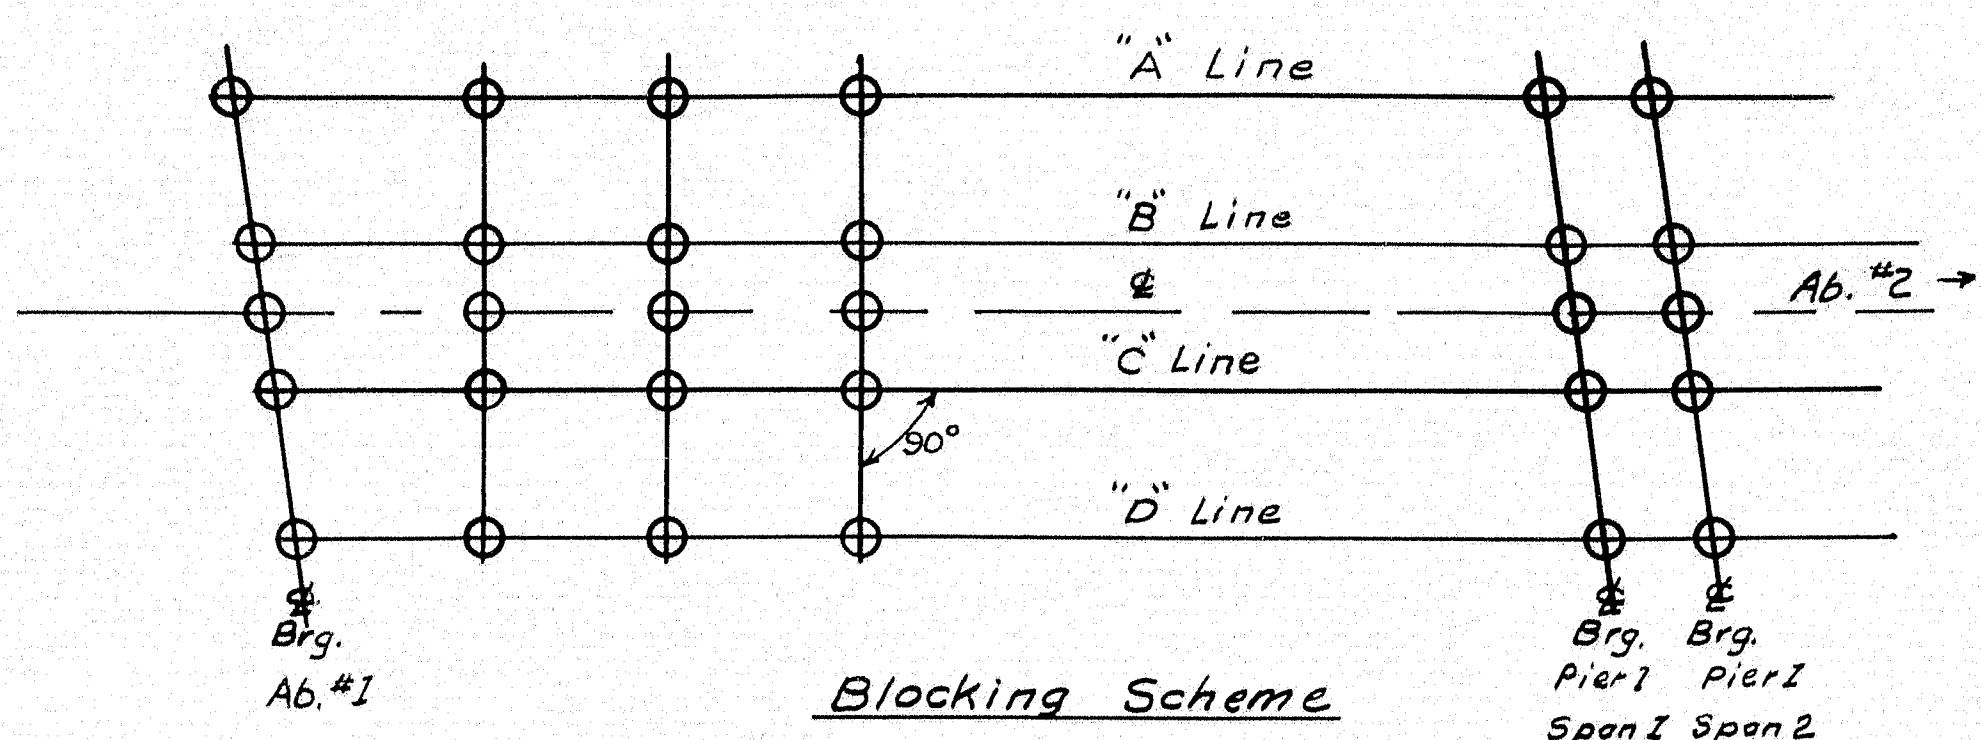 "A" Line
"B" Line
℄
Ab. #2 →
"C" Line
90°
"D" Line
℄ ℄ ℄
Brg. Brg. Brg.
Ab. #1 Pier 1 Pier 1
Blocking Scheme
Span 1 Span 2